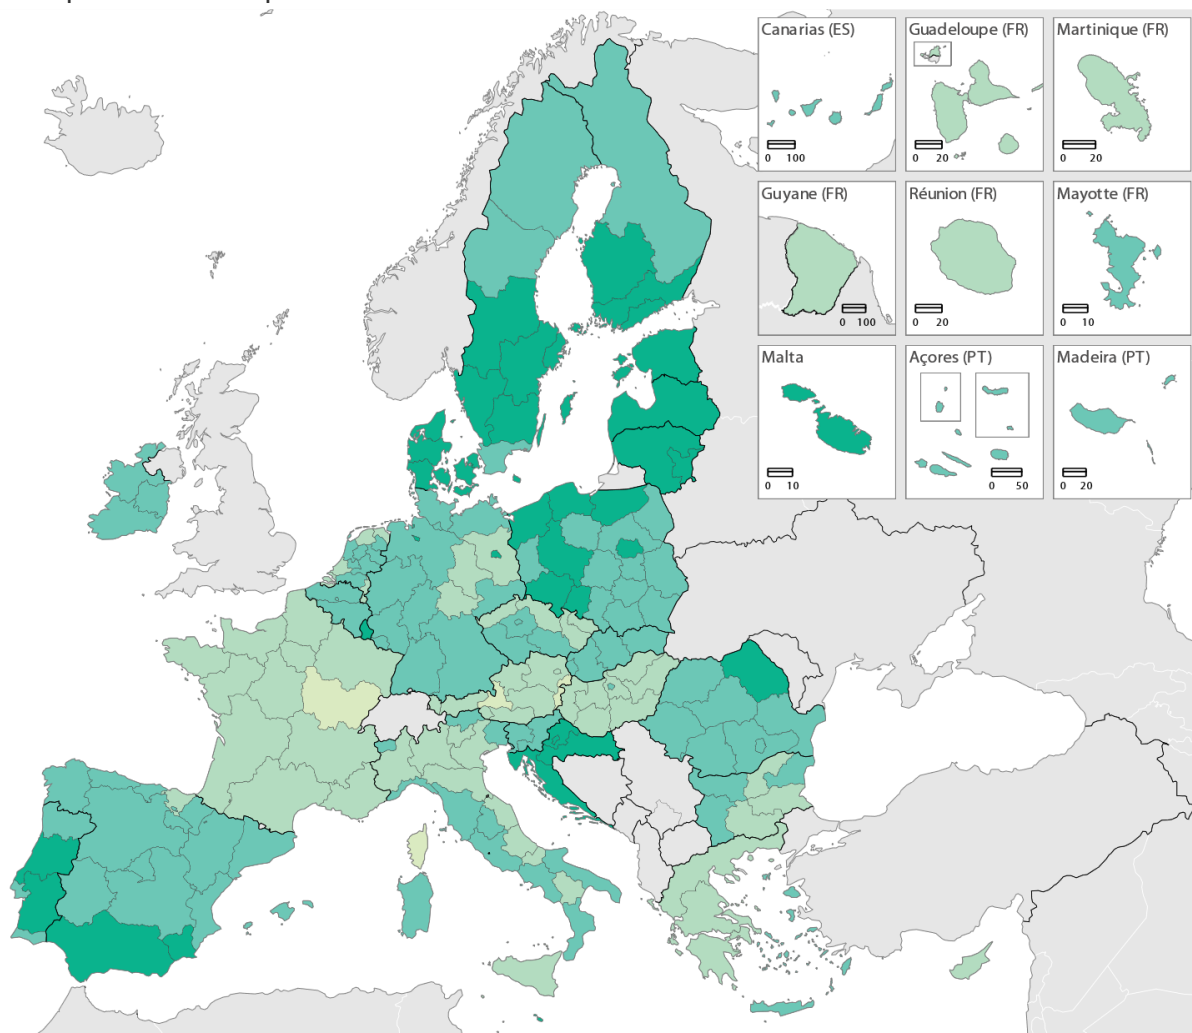 Canarias (ES)
0 100
Guadeloupe (FR)
0 20
Martinique (FR)
0 20
Guyane (FR)
0 100
Réunion (FR)
0 20
Mayotte (FR)
0 10
Malta
0 10
Açores (PT)
0 50
Madeira (PT)
0 20